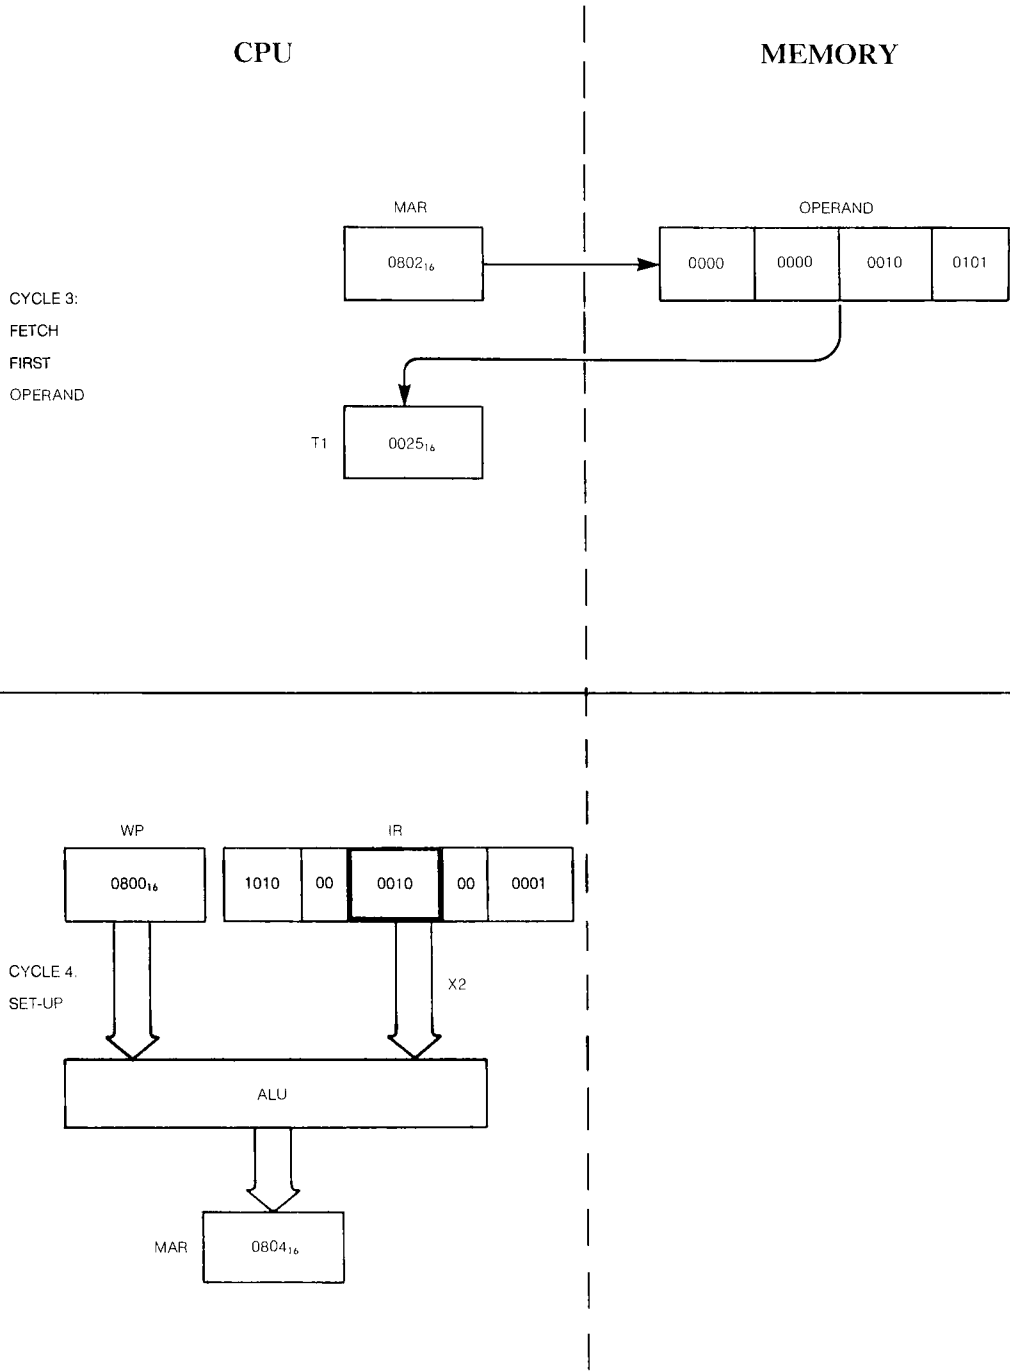 CPU
MEMORY
MAR
OPERAND
0802₁₆
0000 0000 0010 0101
CYCLE 3:
FETCH
FIRST
OPERAND
T1
0025₁₆
WP
IR
0800₁₆
1010 00 0010 00 0001
CYCLE 4.
SET-UP
X2
ALU
MAR
0804₁₆